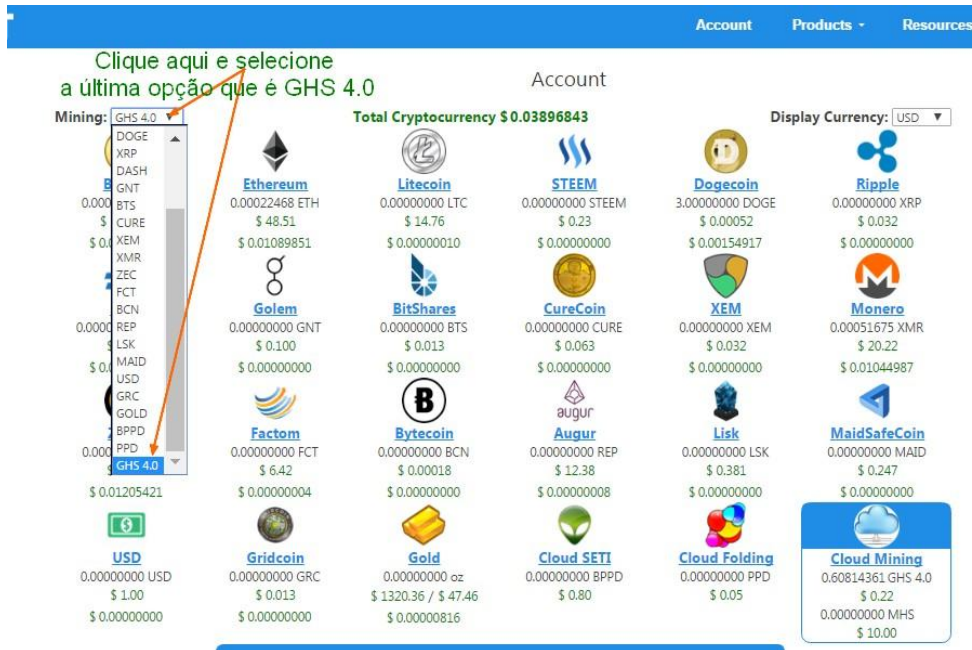 Account Products Resources
Clique aqui e selecione
a última opção que é GHS 4.0
Account
Mining: GHS 4.0 Total Cryptocurrency $ 0.03896843 Display Currency: USD
DOGE
XRP
DASH
GNT
BTS
CURE
XEM
XMR
ZEC
FCT
BCN
REP
LSK
MAID
USD
GRC
GOLD
BPPD
PPD
GHS 4.0
Ethereum Litecoin STEEM Dogecoin Ripple
0.00022468 ETH 0.00000000 LTC 0.00000000 STEEM 3.00000000 DOGE 0.00000000 XRP
$ 48.51 $ 14.76 $ 0.23 $ 0.00052 $ 0.032
$ 0.01089851 $ 0.00000010 $ 0.00000000 $ 0.00154917 $ 0.00000000
Golem BitShares CureCoin XEM Monero
0.00000000 GNT 0.00000000 BTS 0.00000000 CURE 0.00000000 XEM 0.00051675 XMR
$ 0.100 $ 0.013 $ 0.063 $ 0.032 $ 20.22
$ 0.00000000 $ 0.00000000 $ 0.00000000 $ 0.00000000 $ 0.01044987
augur
Factom Bytecoin Augur Lisk MaidSafeCoin
0.00000000 FCT 0.00000000 BCN 0.00000000 REP 0.00000000 LSK 0.00000000 MAID
$ 6.42 $ 0.00018 $ 12.38 $ 0.381 $ 0.247
$ 0.01205421 $ 0.00000004 $ 0.00000000 $ 0.00000008 $ 0.00000000 $ 0.00000000
USD Gridcoin Gold Cloud SETI Cloud Folding Cloud Mining
0.00000000 USD 0.00000000 GRC 0.00000000 oz 0.00000000 BPPD 0.00000000 PPD 0.60814361 GHS 4.0
$ 1.00 $ 0.013 $ 1320.36 / $ 47.46 $ 0.80 $ 0.05 $ 0.22
$ 0.00000000 $ 0.00000000 $ 0.00000816 0.00000000 MHS
$ 10.00